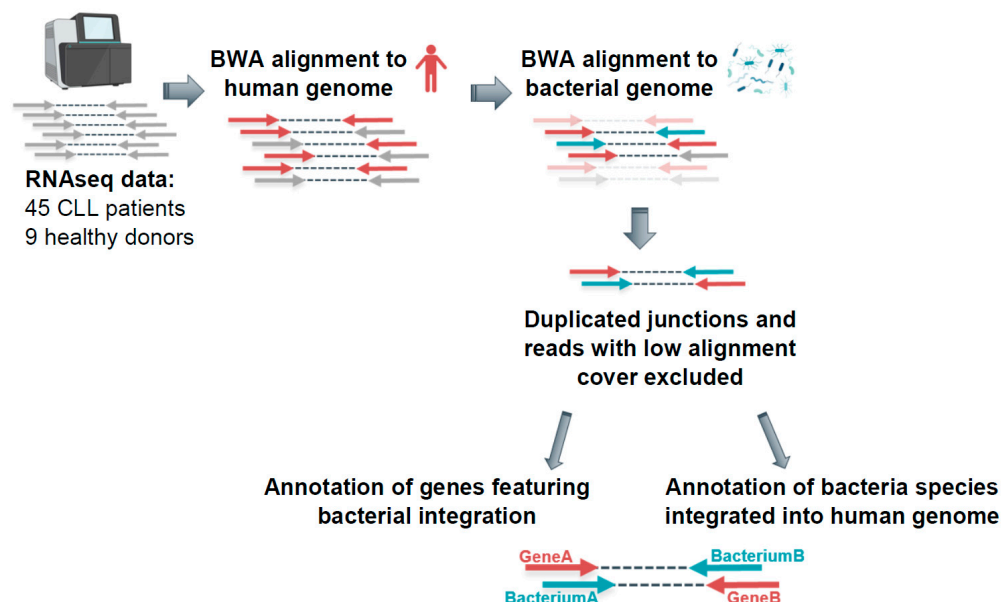 BWA alignment to
human genome
BWA alignment to
bacterial genome
RNAseq data:
45 CLL patients
9 healthy donors
Duplicated junctions and
reads with low alignment
cover excluded
Annotation of genes featuring
bacterial integration
Annotation of bacteria species
integrated into human genome
GeneA
BacteriumB
BacteriumA
GeneB